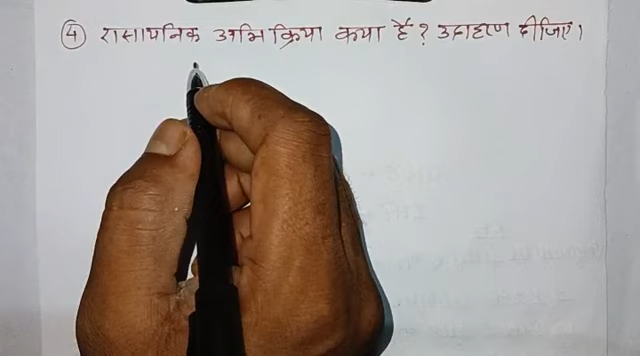 ④ रासायनिक अभिक्रिया क्या है? उदाहरण दीजिए।